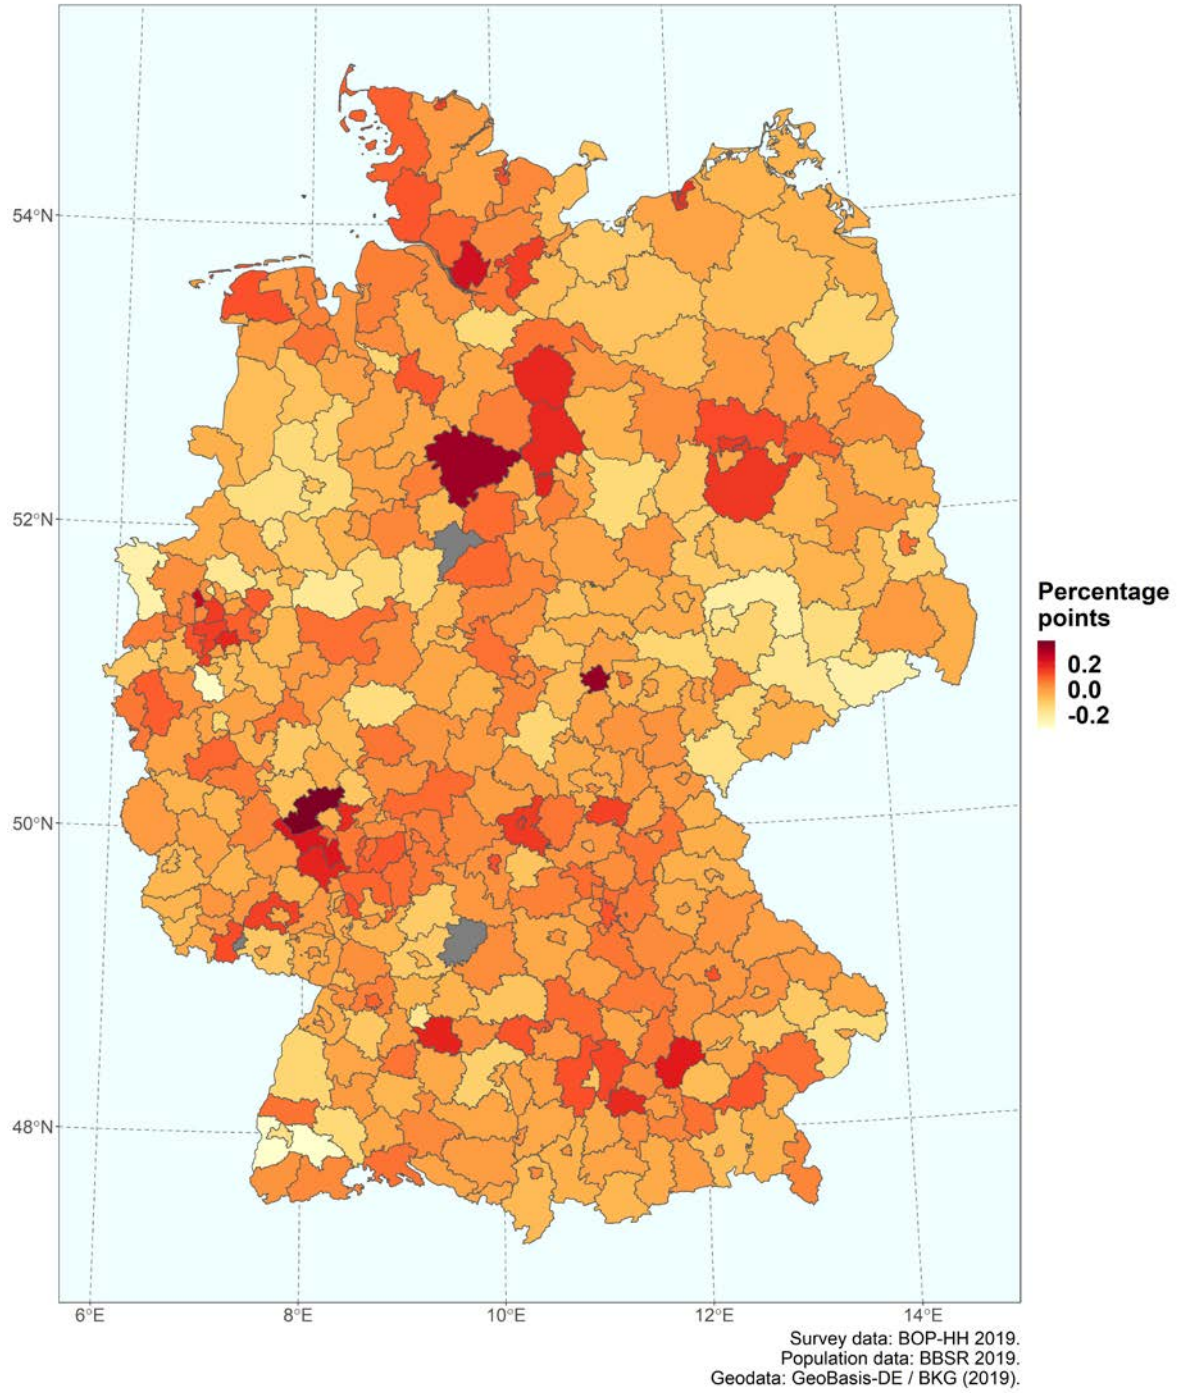 54°N
52°N
50°N
48°N
6°E
8°E
10°E
12°E
14°E
Percentage
points
0.2
0.0
-0.2
Survey data: BOP-HH 2019.
Population data: BBSR 2019.
Geodata: GeoBasis-DE / BKG (2019).